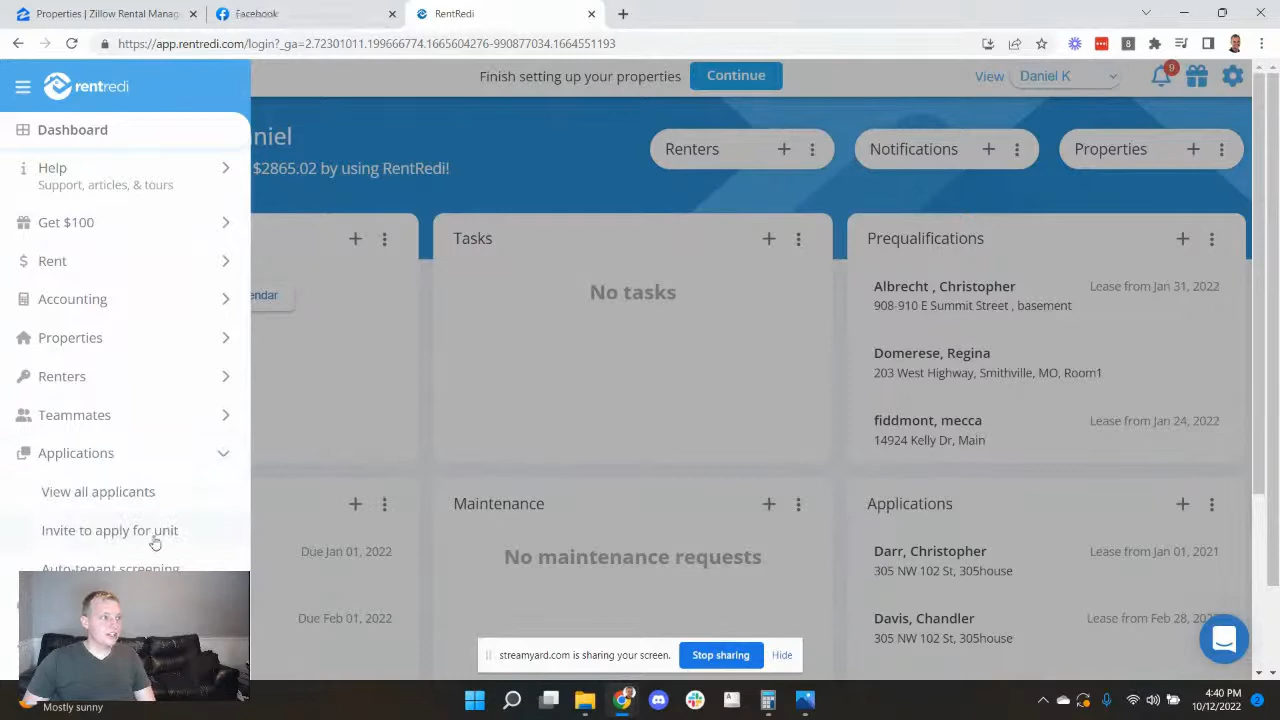 Properties | Zillow Rental Manag
Facebook
RentRedi
https://app.rentredi.com/login?_ga=2.72301011.199666774.1665604276-990877034.1664551193
8
rentredi
Finish setting up your properties
Continue
View
Daniel K
9
Dashboard
Help
Support, articles, & tours
Get $100
Rent
Accounting
Properties
Renters
Teammates
Applications
View all applicants
Invite to apply for unit
Auto-tenant screening
niel
$2865.02 by using RentRedi!
Renters
Notifications
Properties
endar
Tasks
No tasks
Prequalifications
Albrecht , Christopher
Lease from Jan 31, 2022
908-910 E Summit Street , basement
Domerese, Regina
203 West Highway, Smithville, MO, Room1
fiddmont, mecca
Lease from Jan 24, 2022
14924 Kelly Dr, Main
Due Jan 01, 2022
Due Feb 01, 2022
Maintenance
No maintenance requests
Applications
Darr, Christopher
Lease from Jan 01, 2021
305 NW 102 St, 305house
Davis, Chandler
Lease from Feb 28, 202
305 NW 102 St, 305house
streamyard.com is sharing your screen.
Stop sharing
Hide
Mostly sunny
4:40 PM
10/12/2022
2